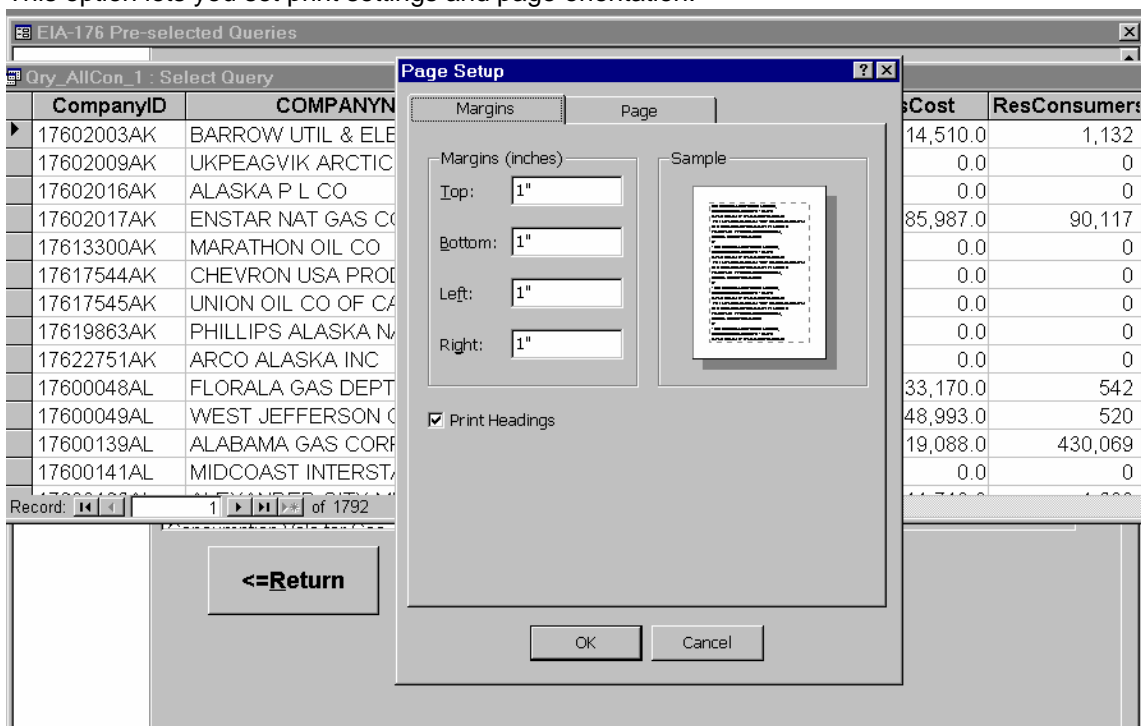 This option lets you set print settings and page orientation.
EIA-176 Pre-selected Queries
Qry_AllCon_1 : Select Query
CompanyID COMPANYN sCost ResConsumers
17602003AK BARROW UTIL & ELE 14,510.0 1,132
17602009AK UKPEAGVIK ARCTIC 0.0 0
17602016AK ALASKA P L CO 0.0 0
17602017AK ENSTAR NAT GAS CO 85,987.0 90,117
17613300AK MARATHON OIL CO 0.0 0
17617544AK CHEVRON USA PROD 0.0 0
17617545AK UNION OIL CO OF CA 0.0 0
17619863AK PHILLIPS ALASKA NA 0.0 0
17622751AK ARCO ALASKA INC 0.0 0
17600048AL FLORALA GAS DEPT 33,170.0 542
17600049AL WEST JEFFERSON 48,993.0 520
17600139AL ALABAMA GAS CORP 19,088.0 430,069
17600141AL MIDCOAST INTERSTA 0.0 0
Record: 1 of 1792
<=Return
Page Setup
Margins Page
Margins (inches)
Top: 1"
Bottom: 1"
Left: 1"
Right: 1"
Sample
Print Headings
OK Cancel